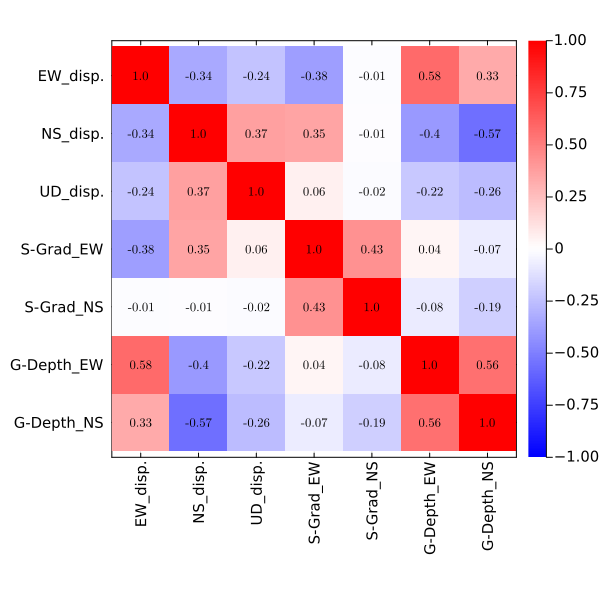 EW_disp. 1.0 -0.34 -0.24 -0.38 -0.01 0.58 0.33
NS_disp. -0.34 1.0 0.37 0.35 -0.01 -0.4 -0.57
UD_disp. -0.24 0.37 1.0 0.06 -0.02 -0.22 -0.26
S-Grad_EW -0.38 0.35 0.06 1.0 0.43 0.04 -0.07
S-Grad_NS -0.01 -0.01 -0.02 0.43 1.0 -0.08 -0.19
G-Depth_EW 0.58 -0.4 -0.22 0.04 -0.08 1.0 0.56
G-Depth_NS 0.33 -0.57 -0.26 -0.07 -0.19 0.56 1.0
EW_disp.
NS_disp.
UD_disp.
S-Grad_EW
S-Grad_NS
G-Depth_EW
G-Depth_NS
1.00
0.75
0.50
0.25
0
−0.25
−0.50
−0.75
−1.00